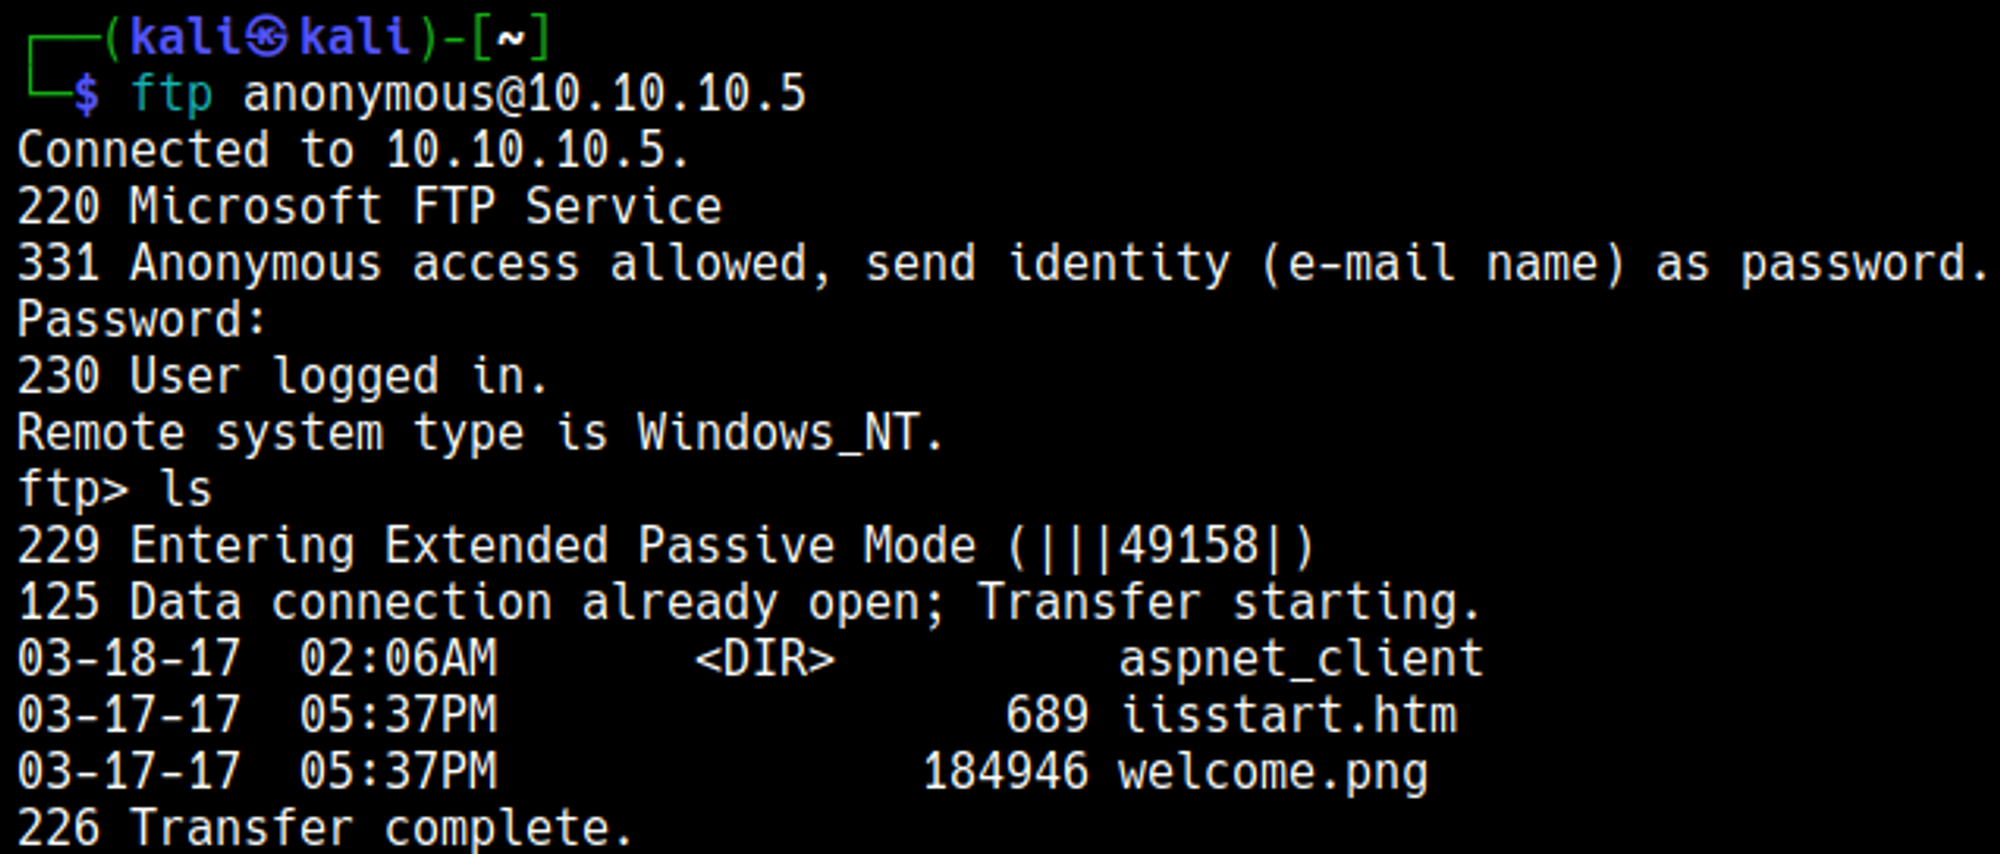 ┌──(kali㉿kali)-[~]
└─$ ftp anonymous@10.10.10.5
Connected to 10.10.10.5.
220 Microsoft FTP Service
331 Anonymous access allowed, send identity (e-mail name) as password.
Password:
230 User logged in.
Remote system type is Windows_NT.
ftp> ls
229 Entering Extended Passive Mode (|||49158|)
125 Data connection already open; Transfer starting.
03-18-17  02:06AM       <DIR>          aspnet_client
03-17-17  05:37PM                  689 iisstart.htm
03-17-17  05:37PM               184946 welcome.png
226 Transfer complete.